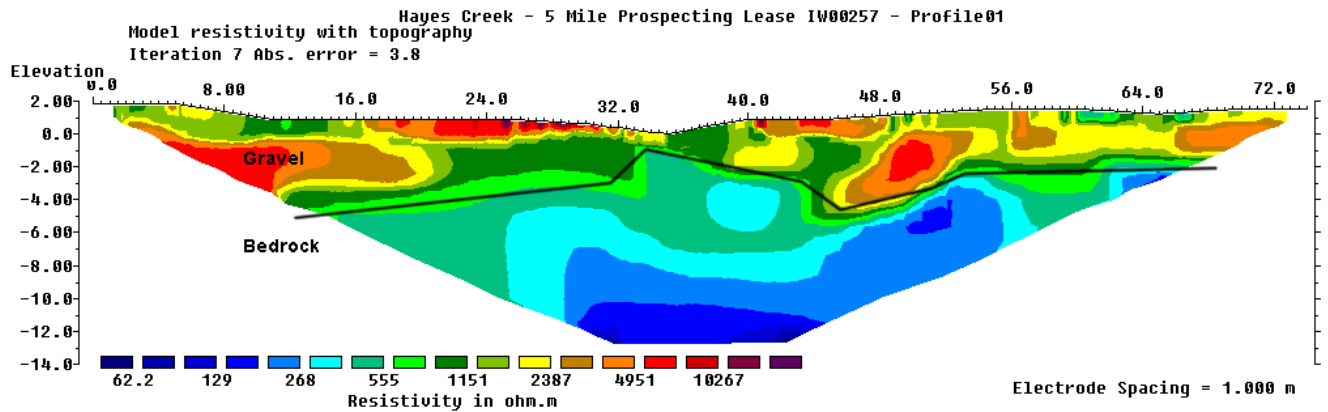 Hayes Creek - 5 Mile Prospecting Lease IW00257 - Profile01
Model resistivity with topography
Iteration 7 Abs. error = 3.8
Elevation
0.0 8.00 16.0 24.0 32.0 40.0 48.0 56.0 64.0 72.0
2.00
0.0
-2.00
-4.00
-6.00
-8.00
-10.0
-12.0
-14.0
Gravel
Bedrock
62.2 129 268 555 1151 2387 4951 10267
Resistivity in ohm.m
Electrode Spacing = 1.000 m